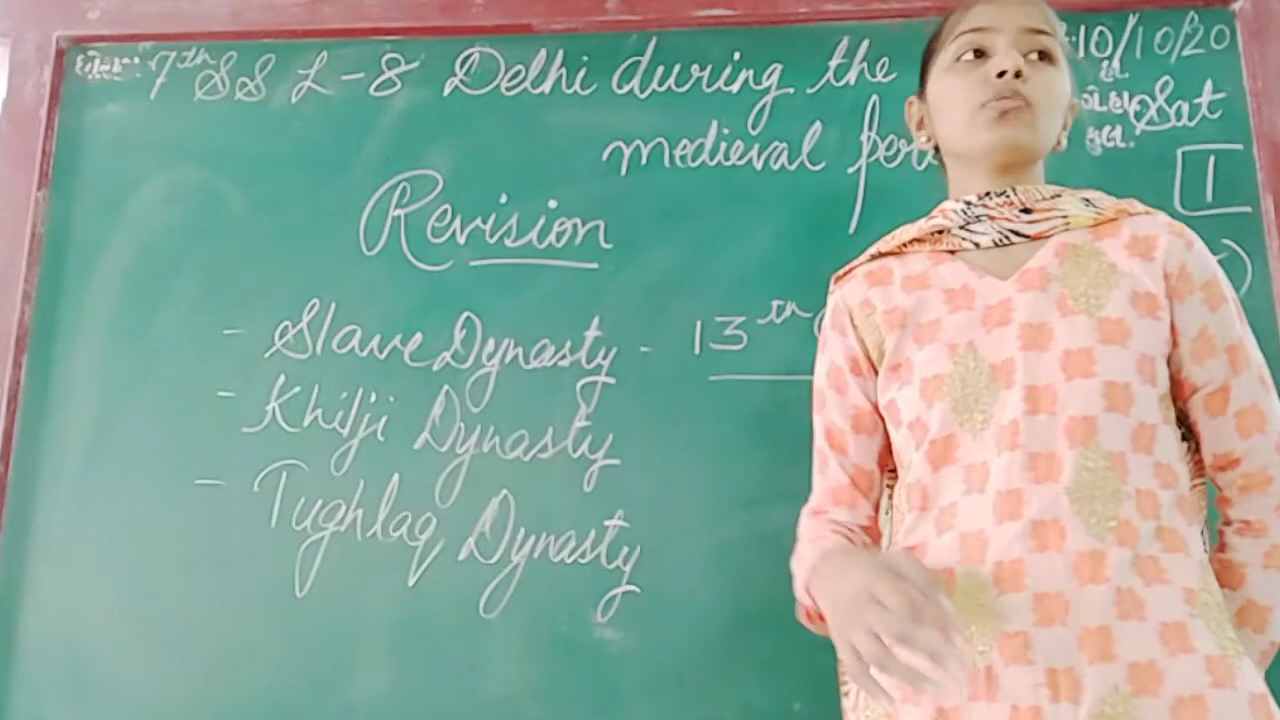 7th SS L-8 Delhi during the 10/10/20
medieval Sat
1
Revision
- Slave Dynasty - 13th
- Khilji Dynasty
- Tughlaq Dynasty